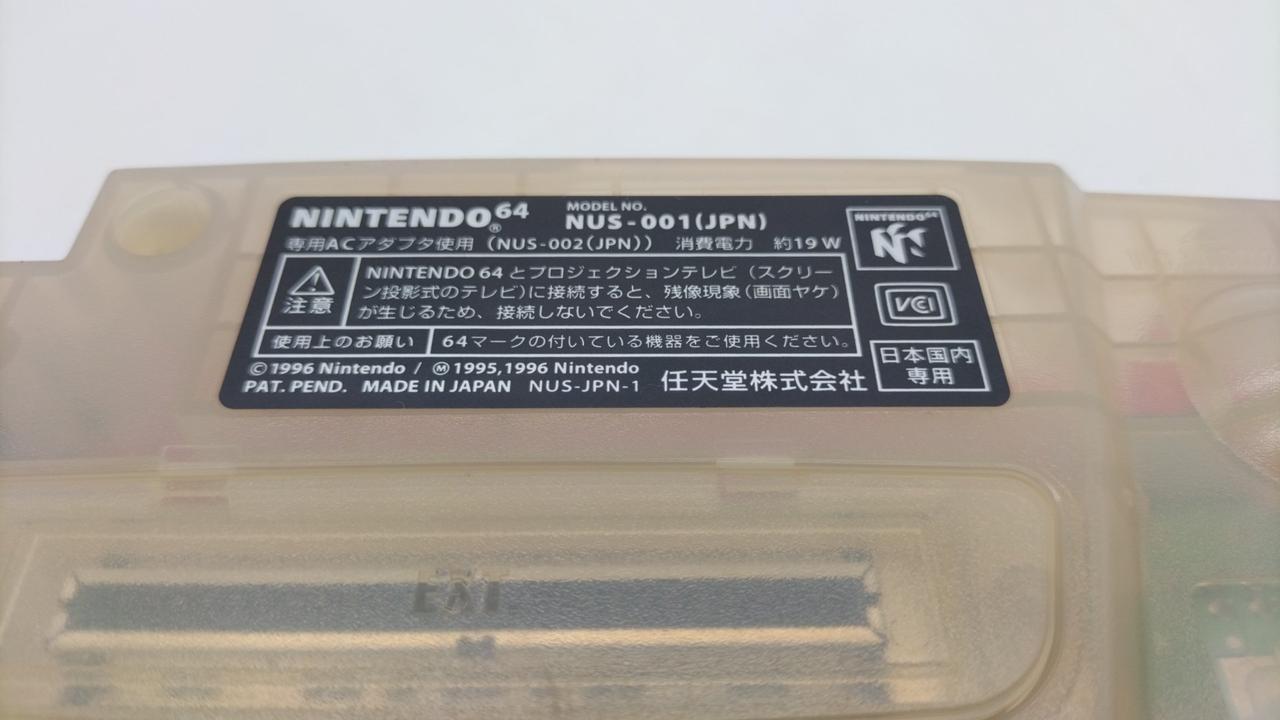 NINTENDO®64 MODEL NO. NUS-001(JPN)
専用ACアダプタ使用（NUS-002(JPN)） 消費電力 約19W
注意
NINTENDO 64 とプロジェクションテレビ（スクリー
ン投影式のテレビ)に接続すると、残像現象（画面ヤケ）
が生じるため、接続しないでください。
使用上のお願い 64マークの付いている機器をご使用ください。
©1996 Nintendo / Ⓜ1995,1996 Nintendo
PAT. PEND. MADE IN JAPAN NUS-JPN-1 任天堂株式会社
NINTENDO64
VCI
日本国内
専用
EXT